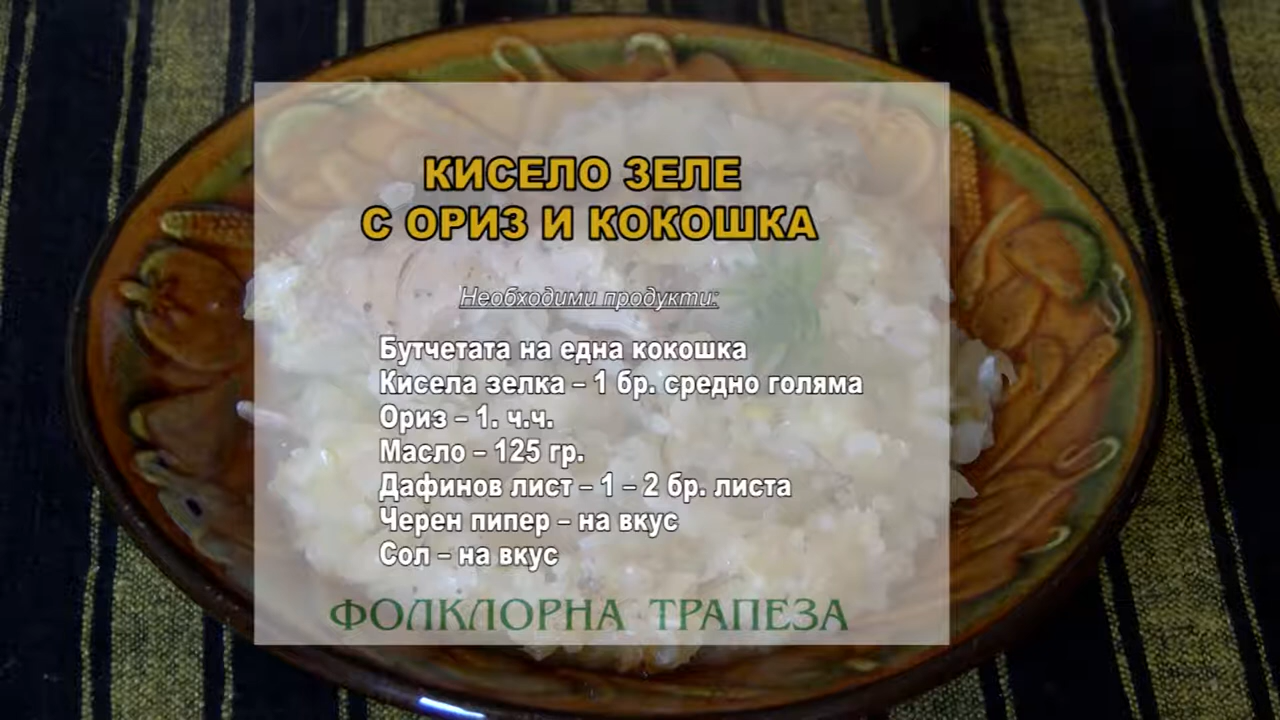 КИСЕЛО ЗЕЛЕ
С ОРИЗ И КОКОШКА
Необходими продукти:
Бутчетата на една кокошка
Кисела зелка – 1 бр. средно голяма
Ориз – 1. ч.ч.
Масло – 125 гр.
Дафинов лист – 1 – 2 бр. листа
Черен пипер – на вкус
Сол – на вкус
ФОЛКЛОРНА ТРАПЕЗА